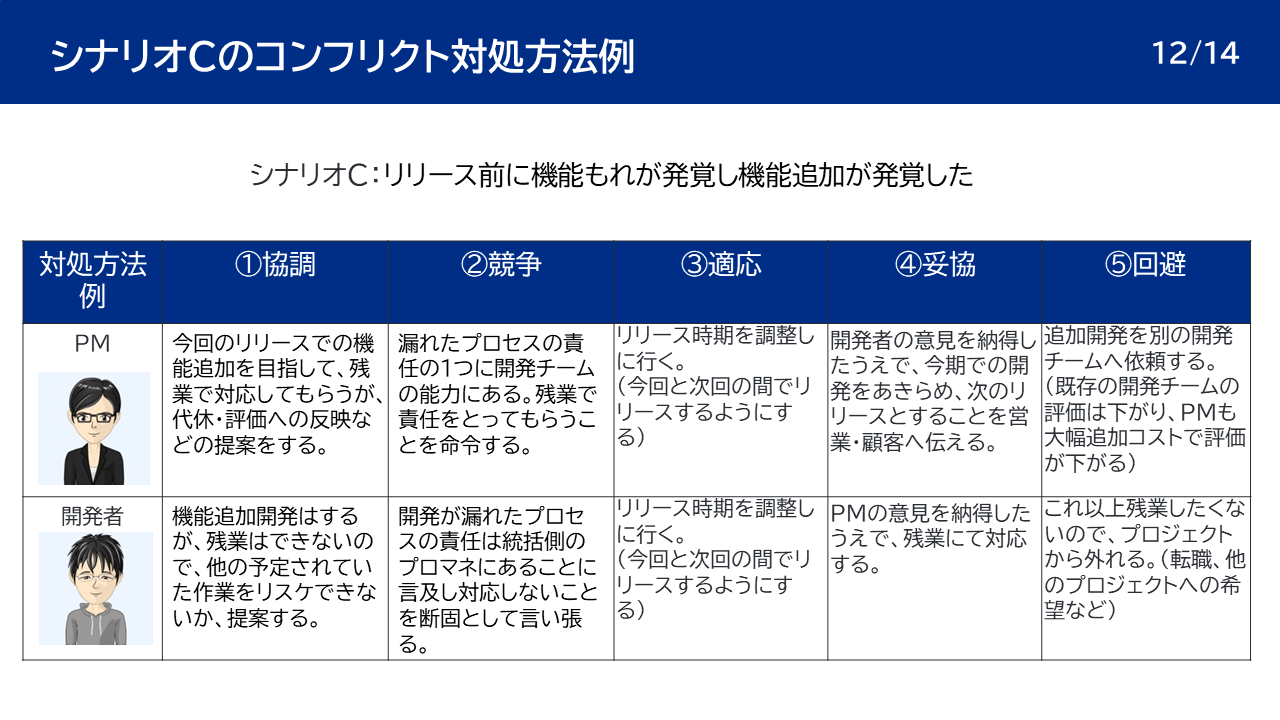 シナリオCのコンフリクト対処方法例
12/14
シナリオC：リリース前に機能もれが発覚し機能追加が発覚した
対処方法
例
①協調
②競争
③適応
④妥協
⑤回避
PM
今回のリリースでの機
能追加を目指して、残
業で対応してもらうが、
代休・評価への反映な
どの提案をする。
漏れたプロセスの責
任の1つに開発チーム
の能力にある。残業で
責任をとってもらうこ
とを命令する。
リリース時期を調整し
に行く。
（今回と次回の間でリ
リースするようにす
る）
開発者の意見を納得し
たうえで、今期での開
発をあきらめ、次のリ
リースとすることを営
業・顧客へ伝える。
追加開発を別の開発
チームへ依頼する。
（既存の開発チームの
評価は下がり、PMも
大幅追加コストで評価
が下がる）
開発者
機能追加開発はする
が、残業はできないの
で、他の予定されてい
た作業をリスケできな
いか、提案する。
開発が漏れたプロセ
スの責任は統括側の
プロマネにあることに
言及し対応しないこと
を断固として言い張
る。
リリース時期を調整し
に行く。
（今回と次回の間でリ
リースするようにす
る）
PMの意見を納得した
うえで、残業にて対応
する。
これ以上残業したくな
いので、プロジェクト
から外れる。（転職、他
のプロジェクトへの希
望など）